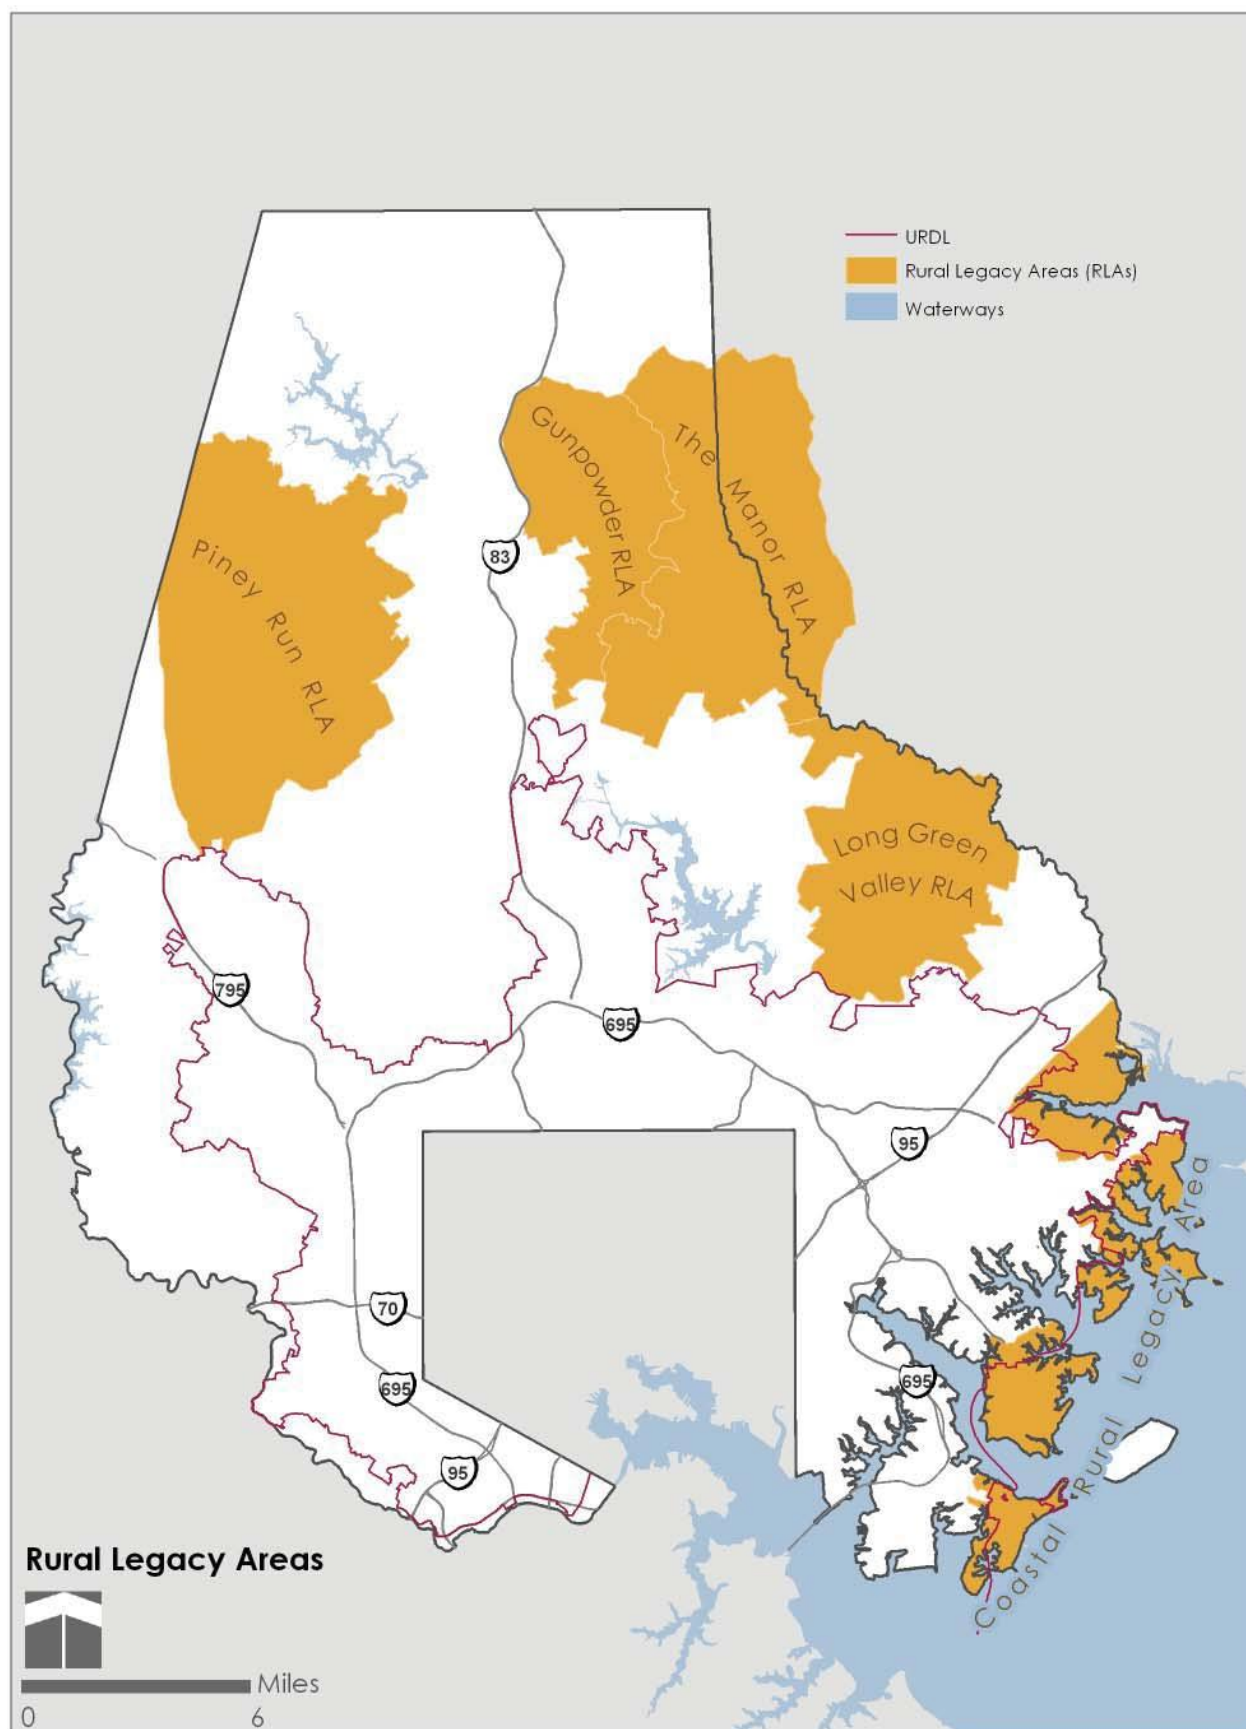 URDL
Rural Legacy Areas (RLAs)
Waterways
Gunpowder RLA
The Manor RLA
Piney Run RLA
83
Long Green
Valley RLA
795
695
95
Coastal Rural Legacy Area
70
695
695
95
Rural Legacy Areas
Miles
0 6